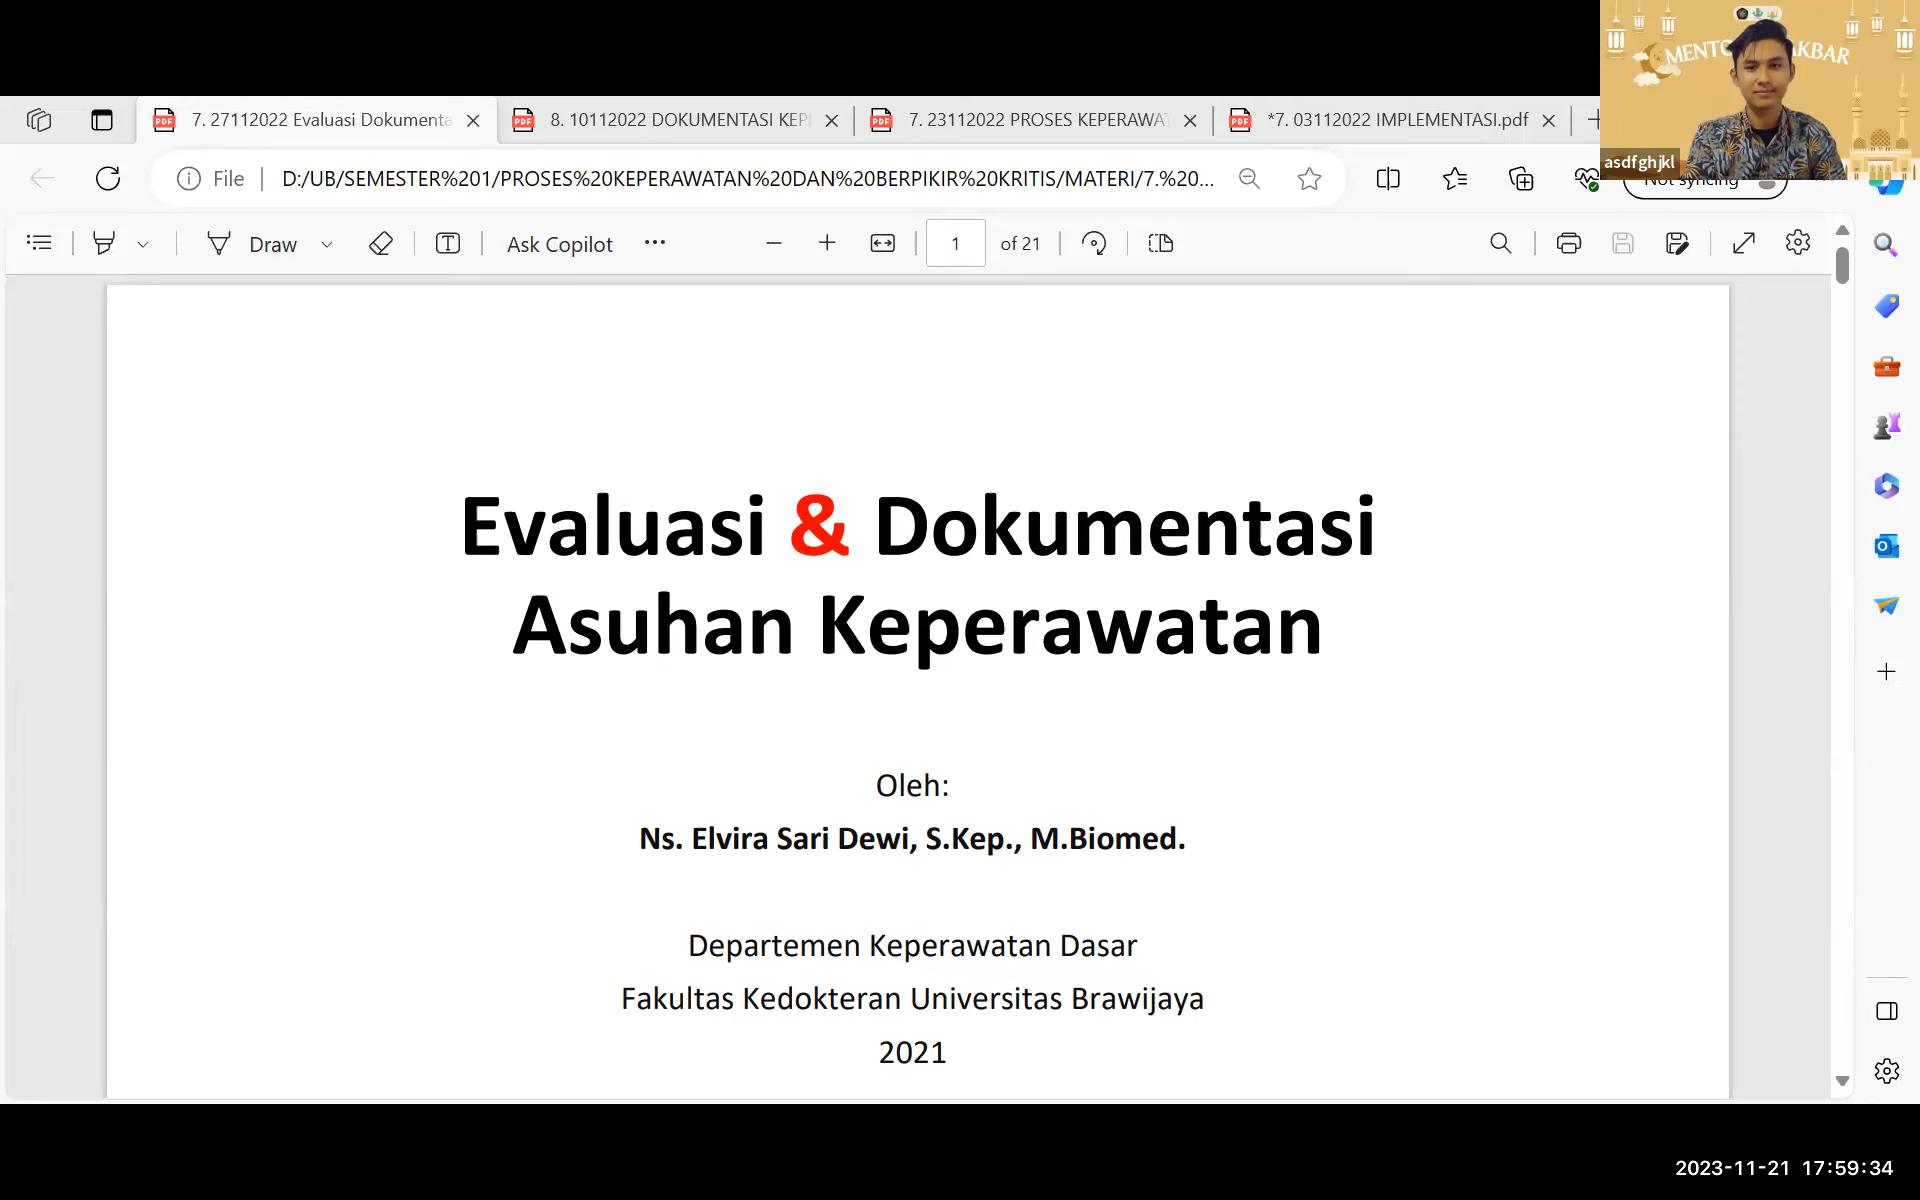 MENTO AKBAR
asdfghjkl
7. 27112022 Evaluasi Dokumenta
8. 10112022 DOKUMENTASI KEP
7. 23112022 PROSES KEPERAWAT
*7. 03112022 IMPLEMENTASI.pdf
File
D:/UB/SEMESTER%201/PROSES%20KEPERAWATAN%20DAN%20BERPIKIR%20KRITIS/MATERI/7.%20...
Not syncing
Draw
Ask Copilot
1 of 21
Evaluasi & Dokumentasi
Asuhan Keperawatan
Oleh:
Ns. Elvira Sari Dewi, S.Kep., M.Biomed.
Departemen Keperawatan Dasar
Fakultas Kedokteran Universitas Brawijaya
2021
2023-11-21 17:59:34